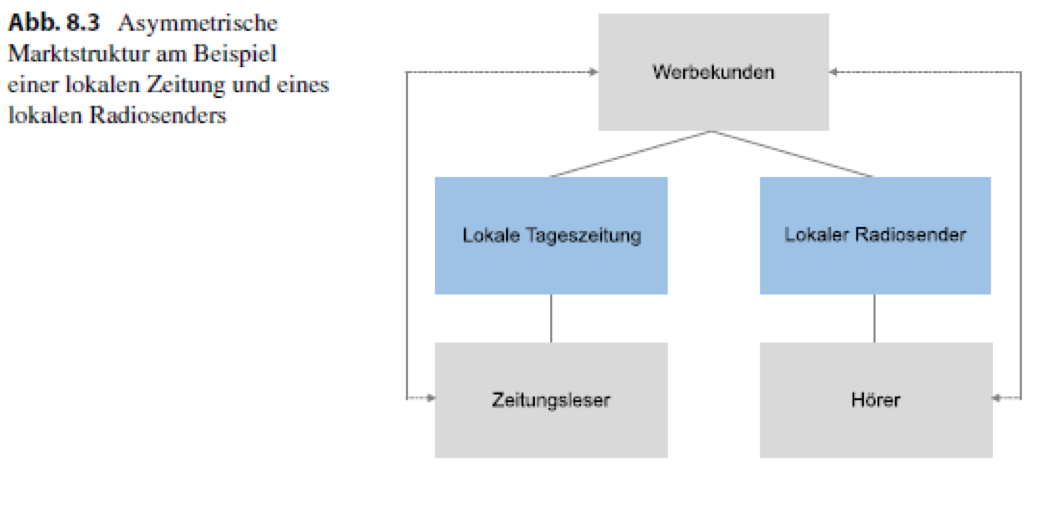 Abb. 8.3 Asymmetrische
Marktstruktur am Beispiel
einer lokalen Zeitung und eines
lokalen Radiosenders
Werbekunden
Lokale Tageszeitung
Lokaler Radiosender
Zeitungsleser
Hörer